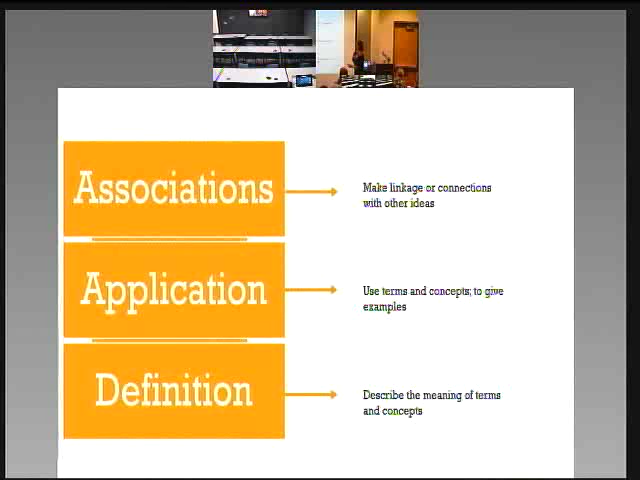 Associations
Make linkage or connections
with other ideas
Application
Use terms and concepts; to give
examples
Definition
Describe the meaning of terms
and concepts